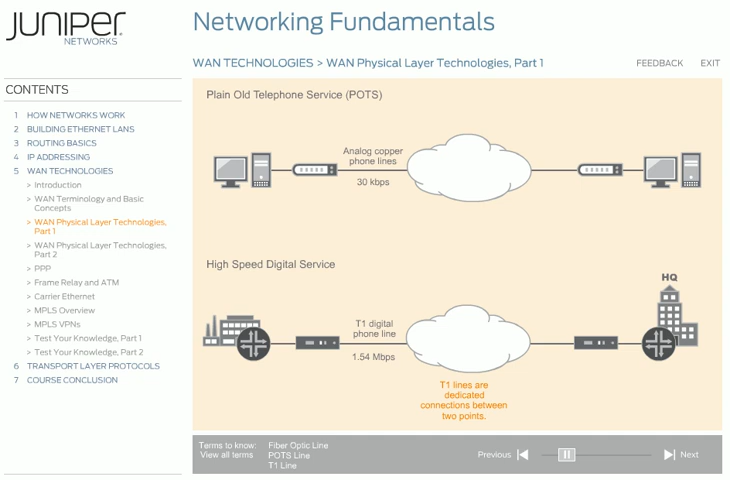 JUNIPER
NETWORKS
Networking Fundamentals
WAN TECHNOLOGIES > WAN Physical Layer Technologies, Part 1
FEEDBACK
EXIT
CONTENTS
1 HOW NETWORKS WORK
2 BUILDING ETHERNET LANS
3 ROUTING BASICS
4 IP ADDRESSING
5 WAN TECHNOLOGIES
> Introduction
> WAN Terminology and Basic
Concepts
> WAN Physical Layer Technologies,
Part 1
> WAN Physical Layer Technologies,
Part 2
> PPP
> Frame Relay and ATM
> Carrier Ethernet
> MPLS Overview
> MPLS VPNs
> Test Your Knowledge, Part 1
> Test Your Knowledge, Part 2
6 TRANSPORT LAYER PROTOCOLS
7 COURSE CONCLUSION
Plain Old Telephone Service (POTS)
Analog copper
phone lines
30 kbps
High Speed Digital Service
HQ
T1 digital
phone line
1.54 Mbps
T1 lines are
dedicated
connections between
two points.
Terms to know:
View all terms
Fiber Optic Line
POTS Line
T1 Line
Previous
Next